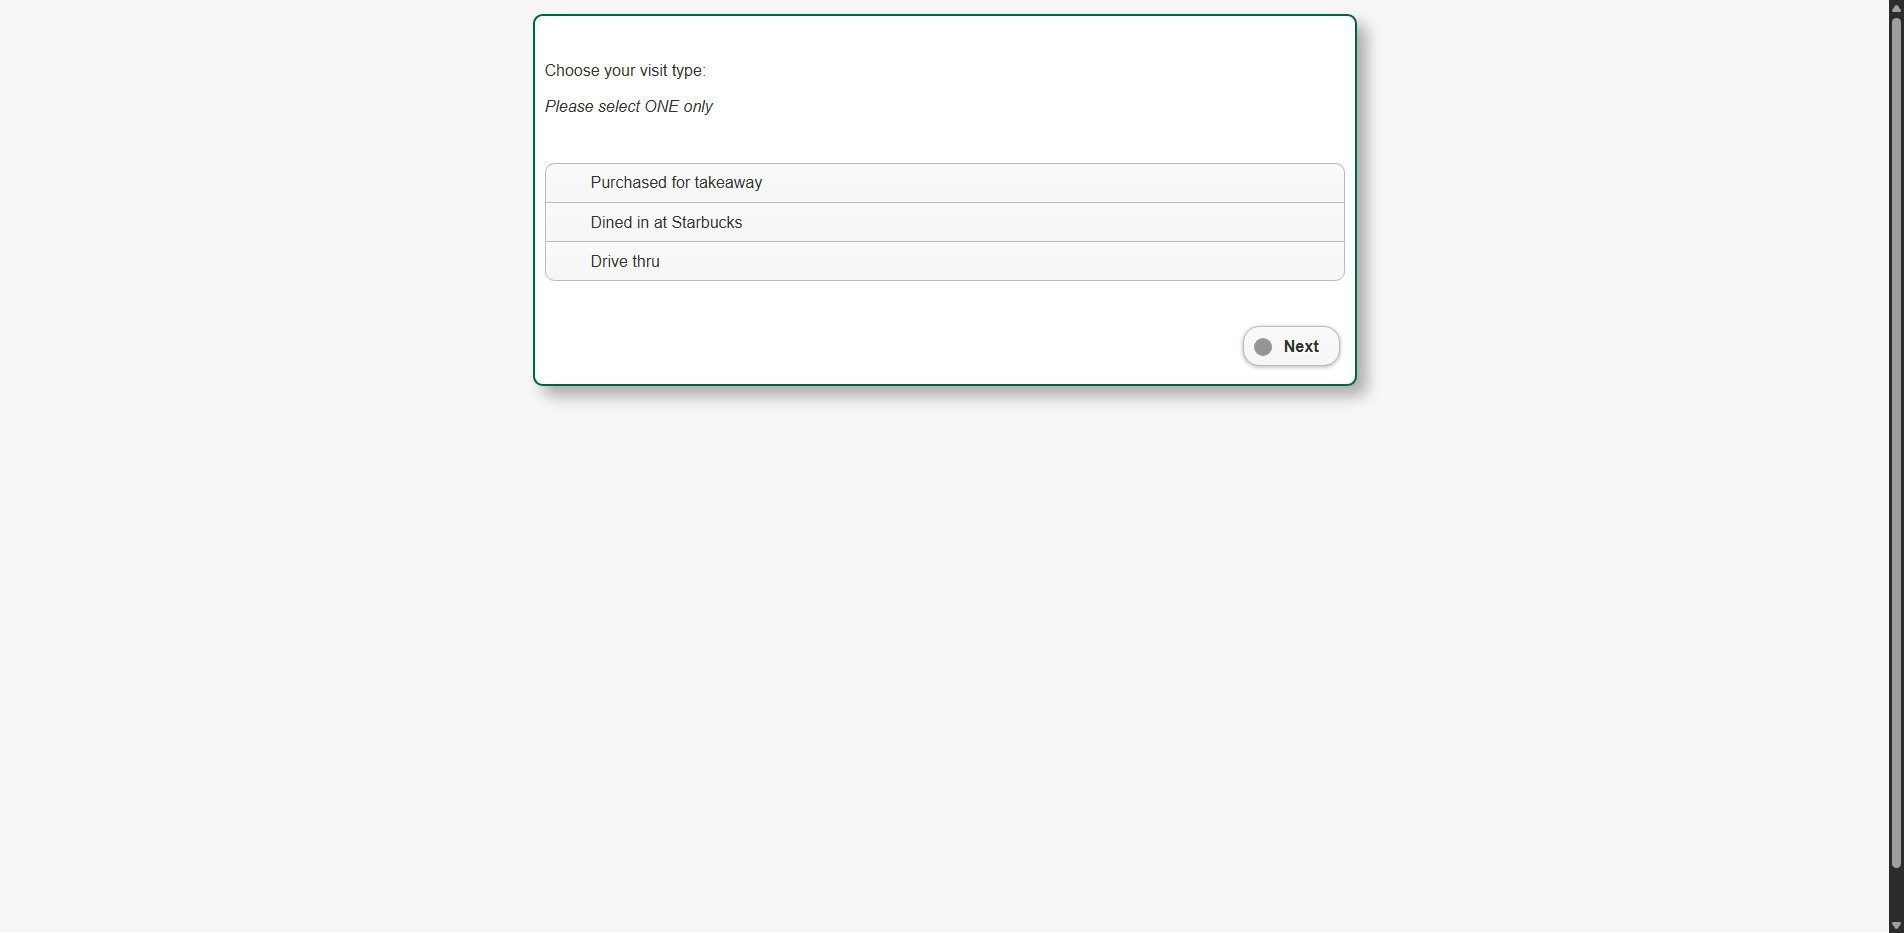 Choose your visit type:
Please select ONE only
Purchased for takeaway
Dined in at Starbucks
Drive thru
Next